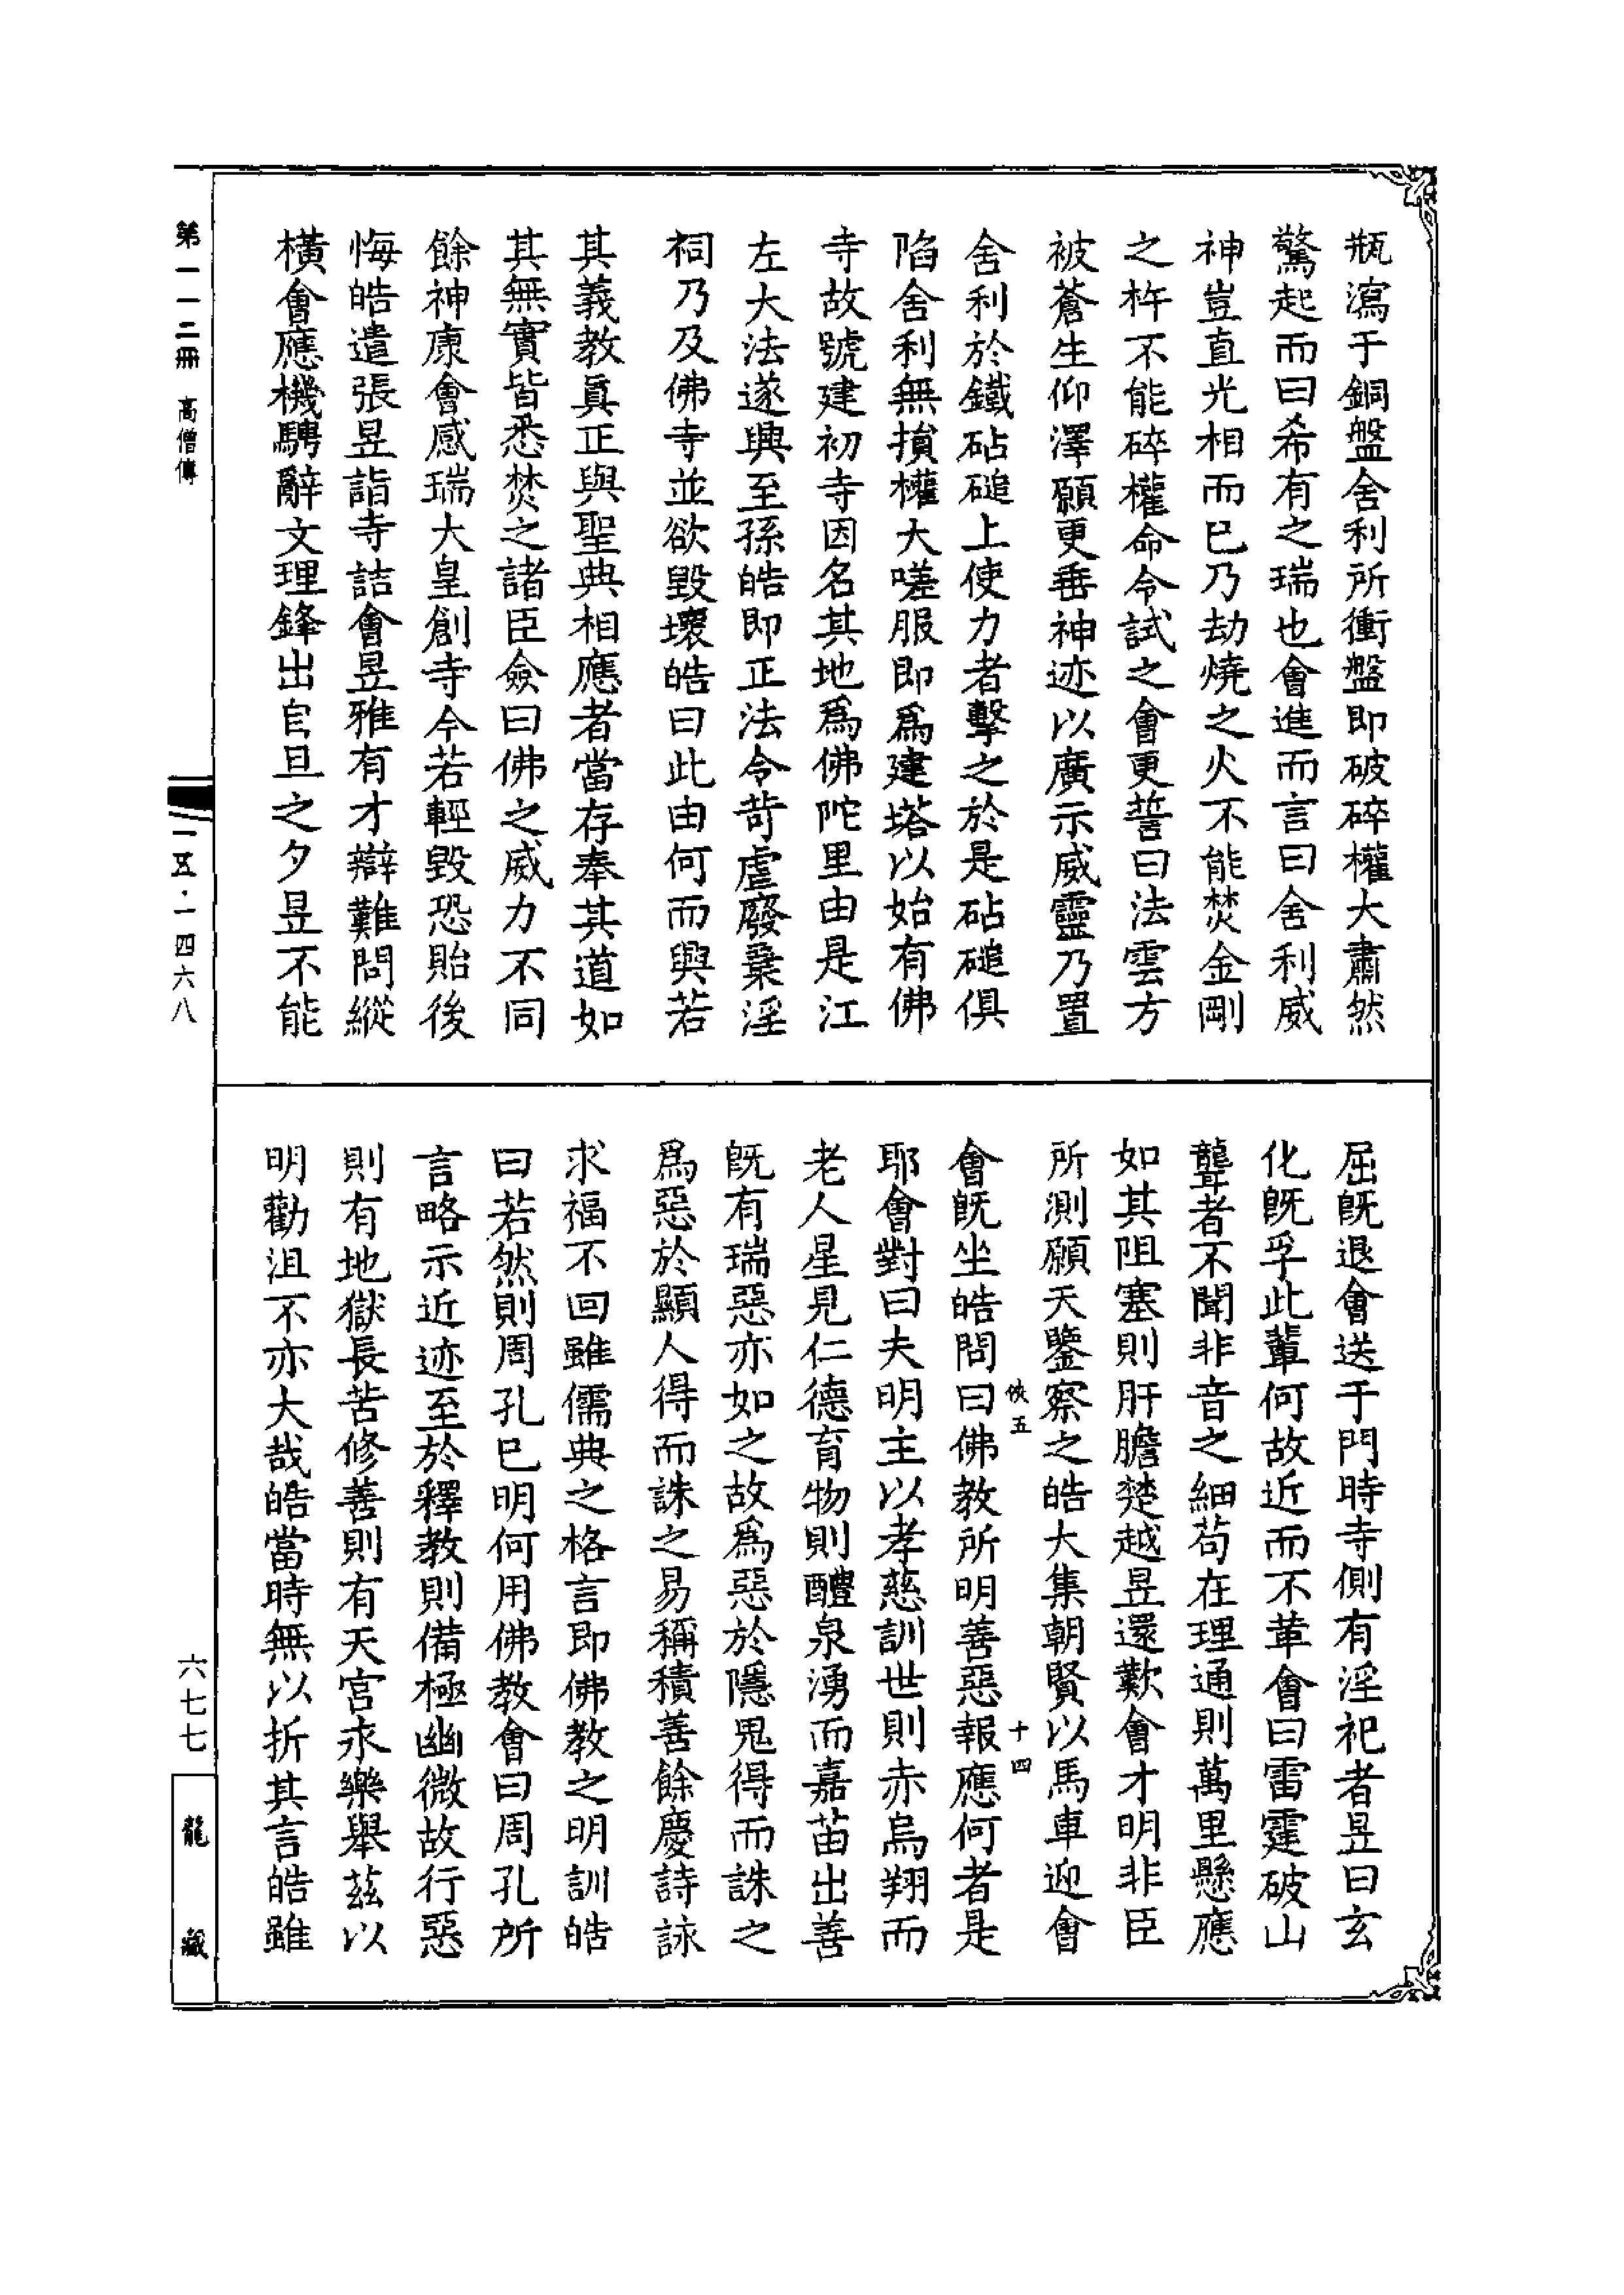 瓶瀉于銅盤舍利所衝盤即破碎權大肅然
驚起而曰希有之瑞也會進而言曰舍利威
神豈直光相而已乃劫燒之火不能焚金剛
之杵不能碎權命令試之會更誓曰法雲方
被蒼生仰澤願更垂神迹以廣示威靈乃置
舍利於鐵砧磓上使力者擊之於是砧磓俱
陷舍利無損權大嗟服即爲建塔以始有佛
寺故號建初寺因名其地爲佛陀里由是江
左大法遂興至孫皓即正法令苛虐廢棄淫
祠乃及佛寺並欲毀壞皓曰此由何而興若
其義教眞正與聖典相應者當存奉其道如
其無實皆悉焚之諸臣僉曰佛之威力不同
餘神康會感瑞大皇創寺今若輕毀恐貽後
悔皓遣張昱詣寺詰會昱雅有才辯難問縱
橫會應機騁辭文理鋒出自旦之夕昱不能
屈既退會送于門時寺側有淫祀者昱曰玄
化既孚此輩何故近而不革會曰雷霆破山
聾者不聞非音之細苟在理通則萬里懸應
如其阻塞則肝膽楚越昱還歎會才明非臣
所測願天鑒察之皓大集朝賢以馬車迎會
俠五 十四
會既坐皓問曰佛教所明善惡報應何者是
耶會對曰夫明主以孝慈訓世則赤烏翔而
老人星見仁德育物則醴泉湧而嘉苗出善
既有瑞惡亦如之故爲惡於隱鬼得而誅之
爲惡於顯人得而誅之易稱積善餘慶詩詠
求福不回雖儒典之格言即佛教之明訓皓
曰若然則周孔已明何用佛教會曰周孔所
言略示近迹至於釋教則備極幽微故行惡
則有地獄長苦修善則有天宮永樂舉茲以
明勸沮不亦大哉皓當時無以折其言皓雖
第一一二冊 高僧傳
一五·一四六八
六七七
龍藏